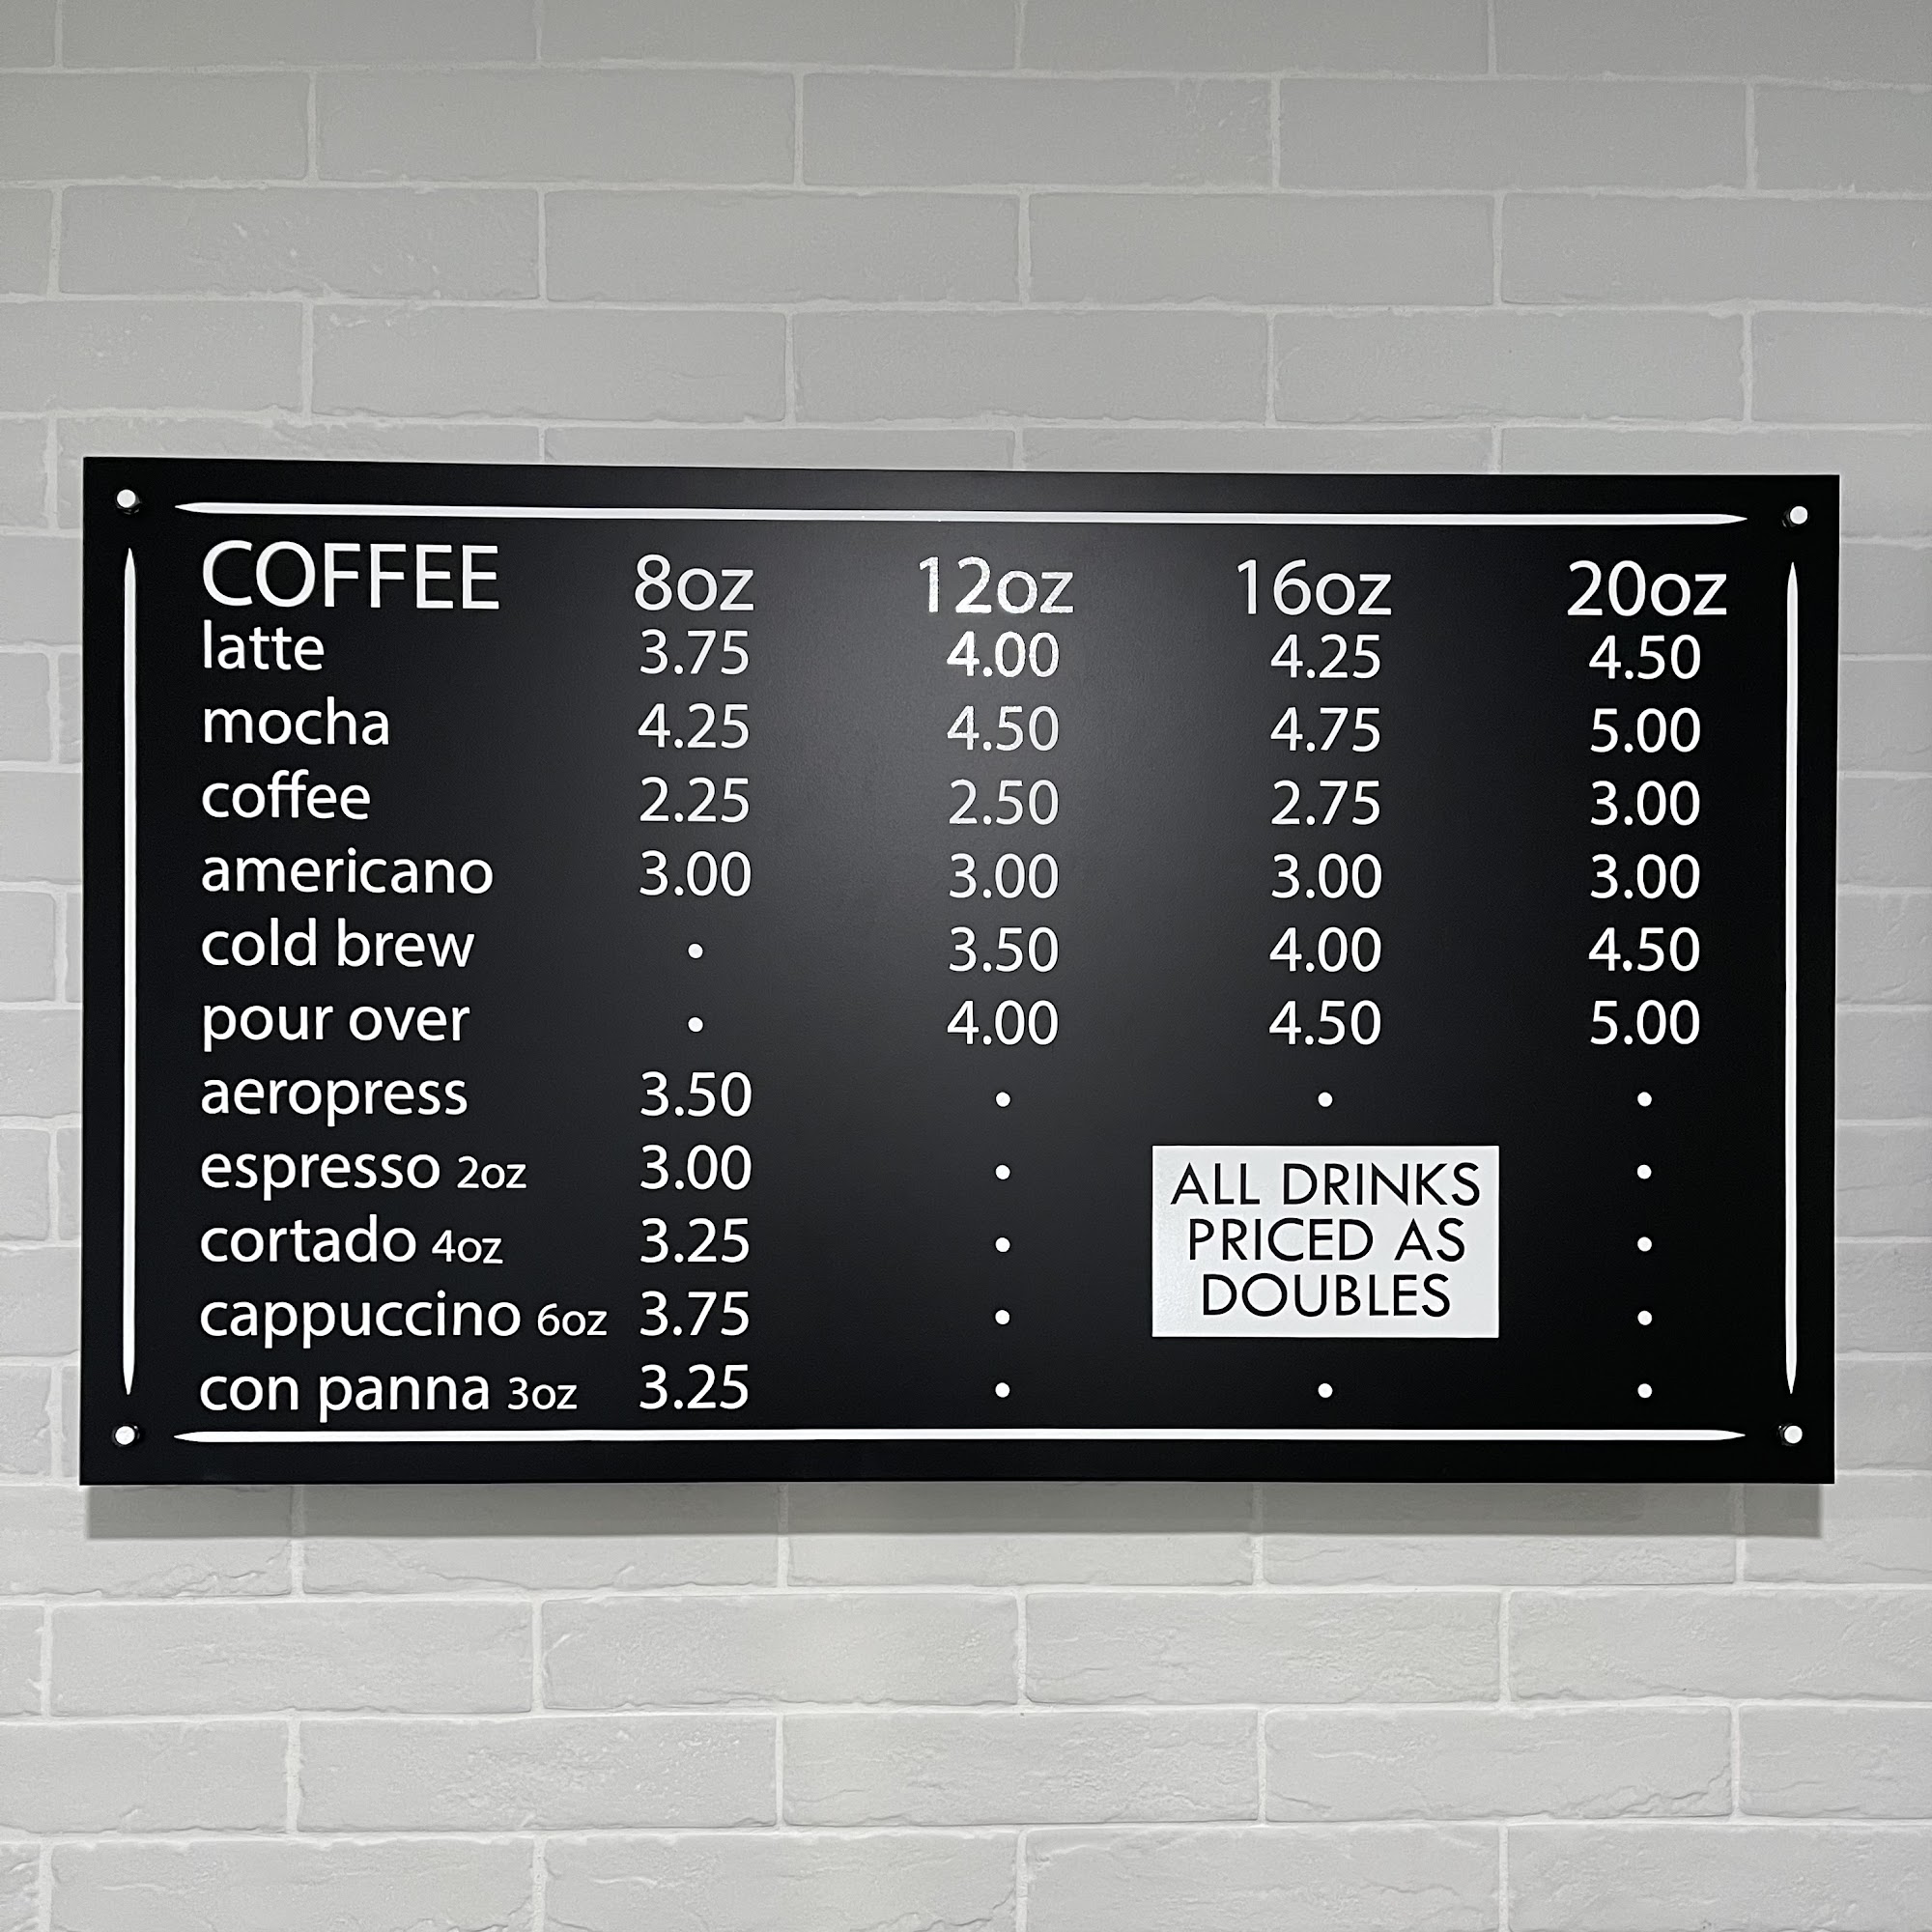 COFFEE 8oz 12oz 16oz 20oz
latte 3.75 4.00 4.25 4.50
mocha 4.25 4.50 4.75 5.00
coffee 2.25 2.50 2.75 3.00
americano 3.00 3.00 3.00 3.00
cold brew • 3.50 4.00 4.50
pour over • 4.00 4.50 5.00
aeropress 3.50 • • •
espresso 2oz 3.00 • •
cortado 4oz 3.25 • •
cappuccino 6oz 3.75 • •
con panna 3oz 3.25 • • •
ALL DRINKS
PRICED AS
DOUBLES